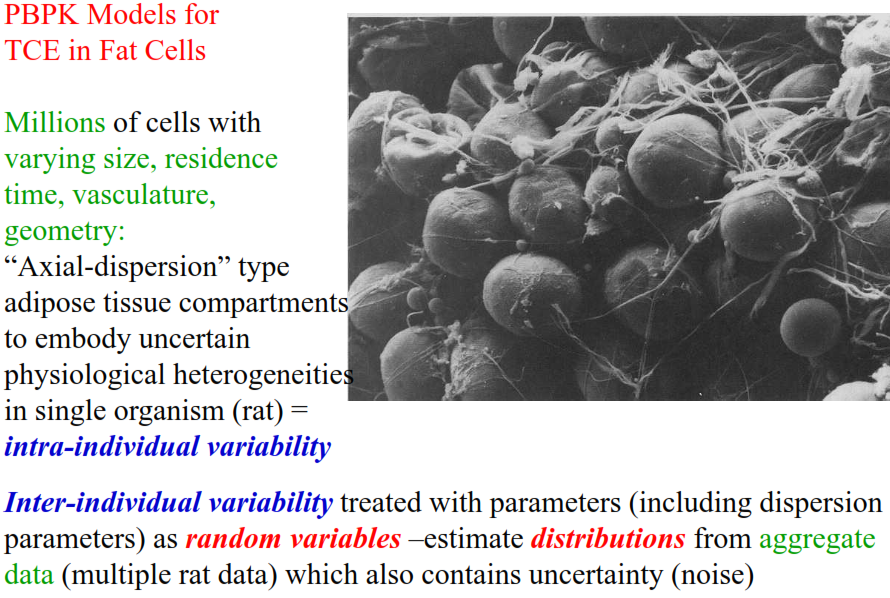 PBPK Models for
TCE in Fat Cells
Millions of cells with
varying size, residence
time, vasculature,
geometry:
“Axial-dispersion” type
adipose tissue compartments
to embody uncertain
physiological heterogeneities
in single organism (rat) =
intra-individual variability
Inter-individual variability treated with parameters (including dispersion
parameters) as random variables –estimate distributions from aggregate
data (multiple rat data) which also contains uncertainty (noise)